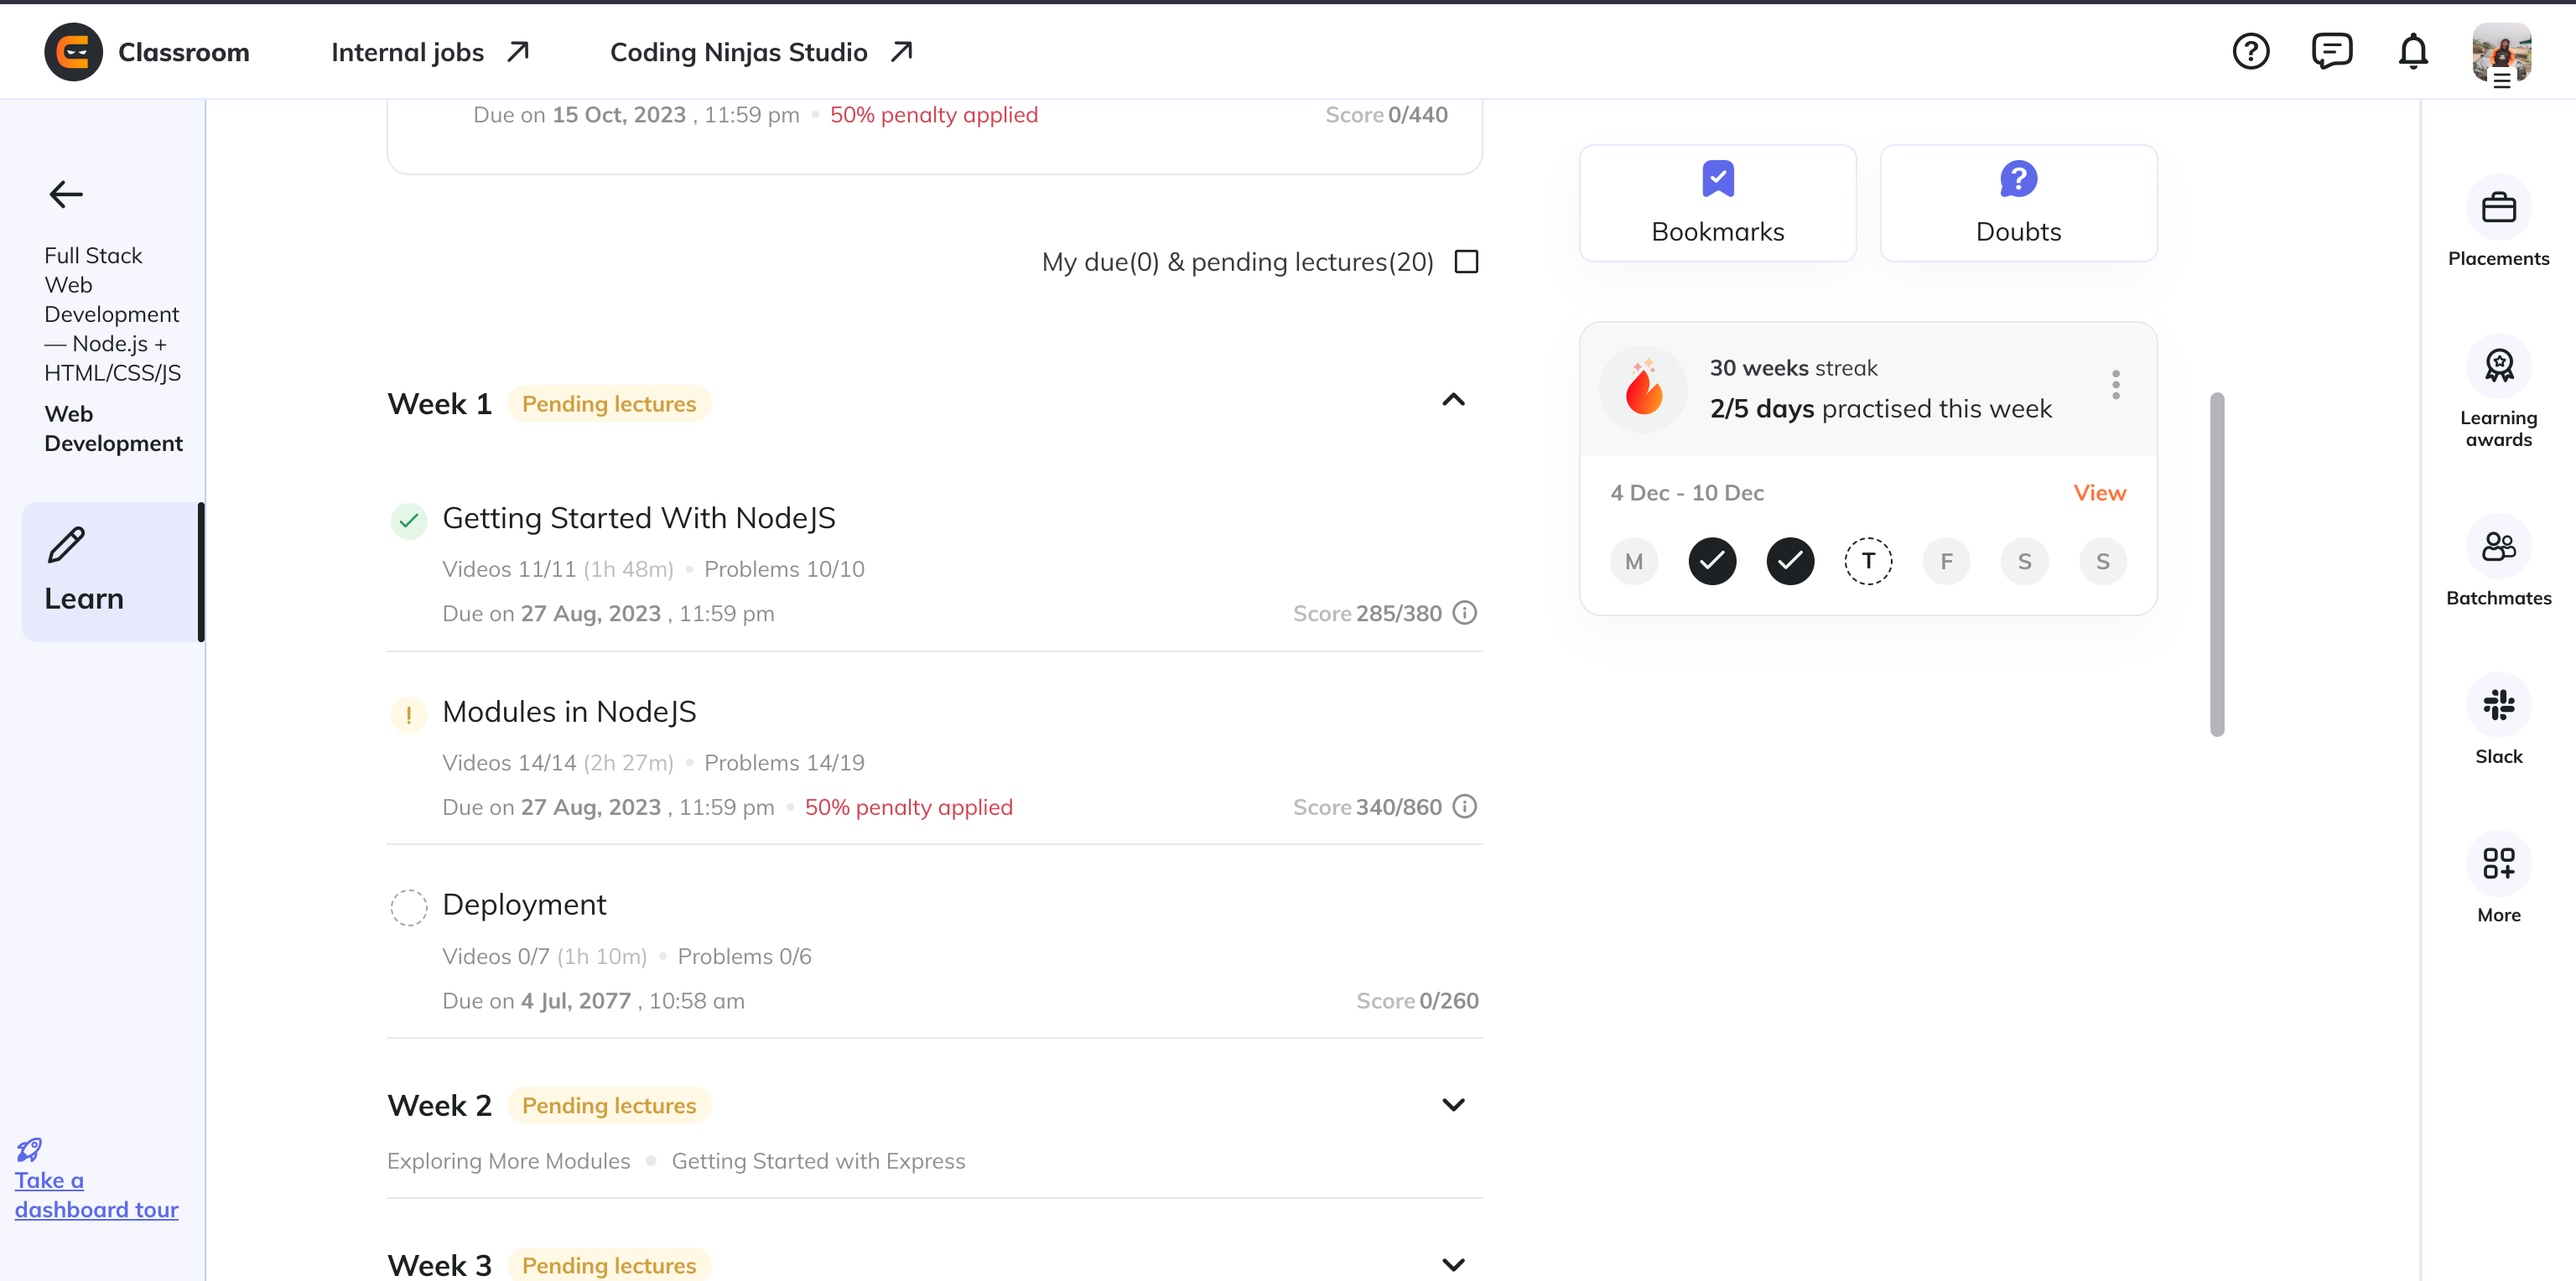 Classroom
Internal jobs
Coding Ninjas Studio
Full Stack
Web
Development
— Node.js +
HTML/CSS/JS
Web
Development
Learn
Take a
dashboard tour
Due on 15 Oct, 2023 , 11:59 pm • 50% penalty applied
Score 0/440
My due(0) & pending lectures(20)
Week 1 Pending lectures
Getting Started With NodeJS
Videos 11/11 (1h 48m) • Problems 10/10
Due on 27 Aug, 2023 , 11:59 pm
Score 285/380
Modules in NodeJS
Videos 14/14 (2h 27m) • Problems 14/19
Due on 27 Aug, 2023 , 11:59 pm • 50% penalty applied
Score 340/860
Deployment
Videos 0/7 (1h 10m) • Problems 0/6
Due on 4 Jul, 2077 , 10:58 am
Score 0/260
Week 2 Pending lectures
Exploring More Modules • Getting Started with Express
Week 3 Pending lectures
Bookmarks
Doubts
30 weeks streak
2/5 days practised this week
4 Dec - 10 Dec
View
M T F S S
Placements
Learning
awards
Batchmates
Slack
More